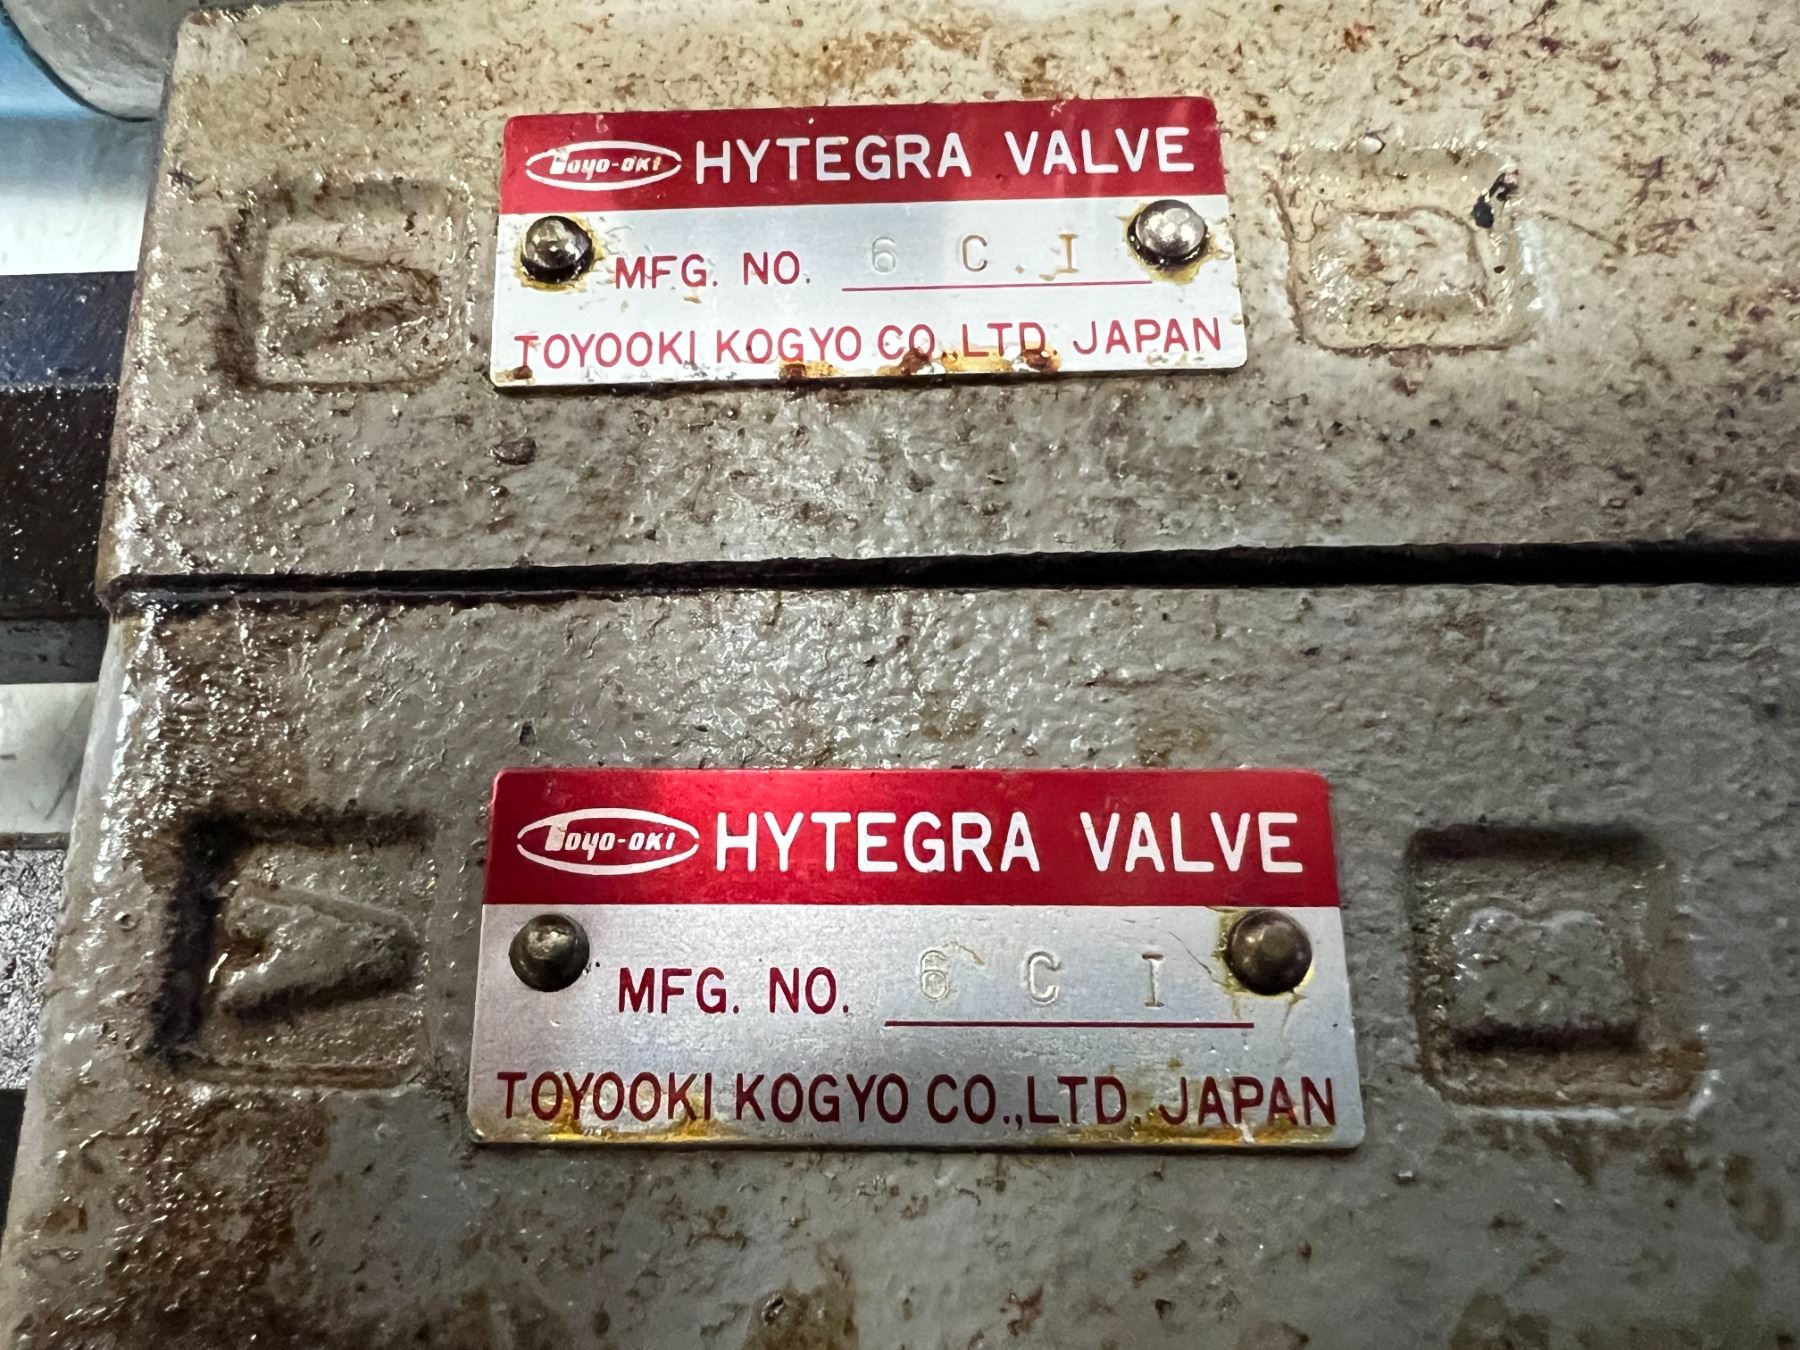 Toyo-oki HYTEGRA VALVE
MFG. NO. 6 C I
TOYOOKI KOGYO CO., LTD. JAPAN
Toyo-oki HYTEGRA VALVE
MFG. NO. 6 C I
TOYOOKI KOGYO CO., LTD. JAPAN